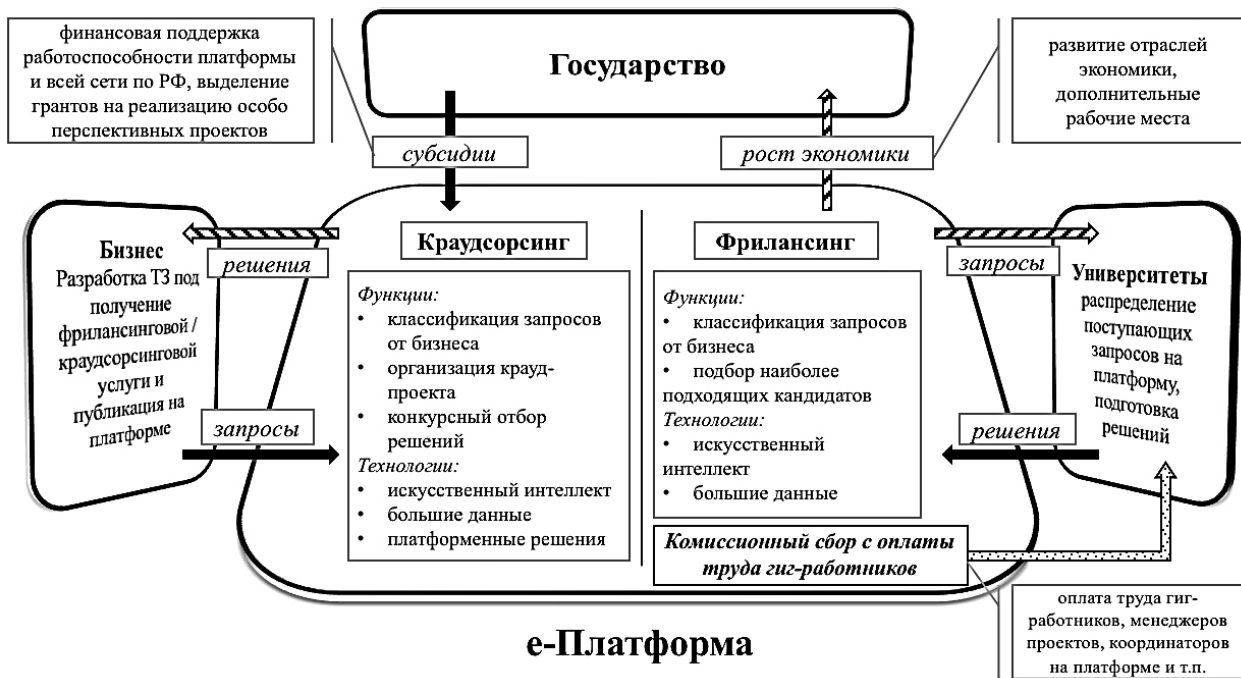 финансовая поддержка
работоспособности платформы
и всей сети по РФ, выделение
грантов на реализацию особо
перспективных проектов
Государство
развитие отраслей
экономики,
дополнительные
рабочие места
субсидии
рост экономики
Бизнес
Разработка ТЗ под
получение
фрилансинговой /
краудсорсинговой
услуги и
публикация на
платформе
решения
запросы
Краудсорсинг
Функции:
• классификация запросов
от бизнеса
• организация крауд-
проекта
• конкурсный отбор
решений
Технологии:
• искусственный интеллект
• большие данные
• платформенные решения
Фрилансинг
Функции:
• классификация запросов
от бизнеса
• подбор наиболее
подходящих кандидатов
Технологии:
• искусственный
интеллект
• большие данные
Комиссионный сбор с оплаты
труда гиг-работников
запросы
решения
Университеты
распределение
поступающих
запросов на
платформу,
подготовка
решений
оплата труда гиг-
работников, менеджеров
проектов, координаторов
на платформе и т.п.
е-Платформа